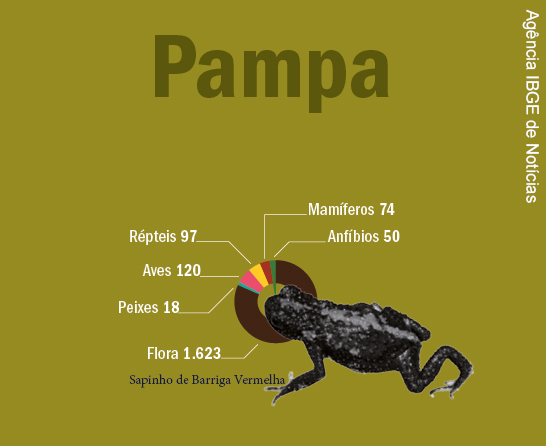 Agência IBGE de Notícias
Pampa
Mamíferos 74
Répteis 97
Anfíbios 50
Aves 120
Peixes 18
Flora 1.623
Sapinho de Barriga Vermelha